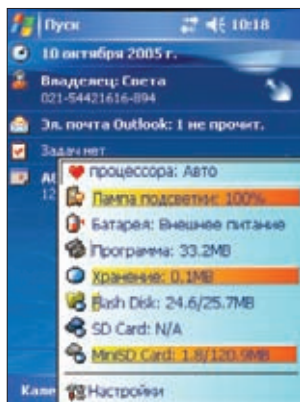 Пуск 10:18
10 октября 2005 г.
Владелец: Света
021-54421616-894
Эл. почта Outlook: 1 не прочит.
Задач нет
12
процессора: Авто
Лампа подсветки: 100%
Батарея: Внешнее питание
Программа: 33.2MB
Хранение: 0.1MB
Flash Disk: 24.6/25.7MB
SD Card: N/A
MiniSD Card: 1.8/120.9MB
Кале
Настройки